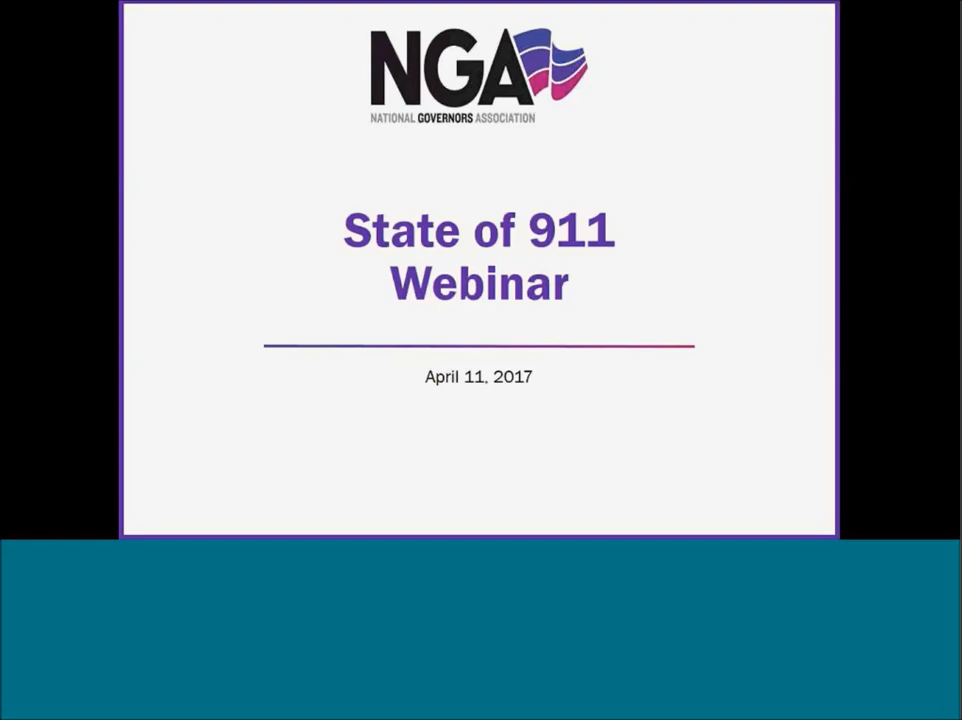 NGA
NATIONAL GOVERNORS ASSOCIATION
State of 911
Webinar
April 11, 2017